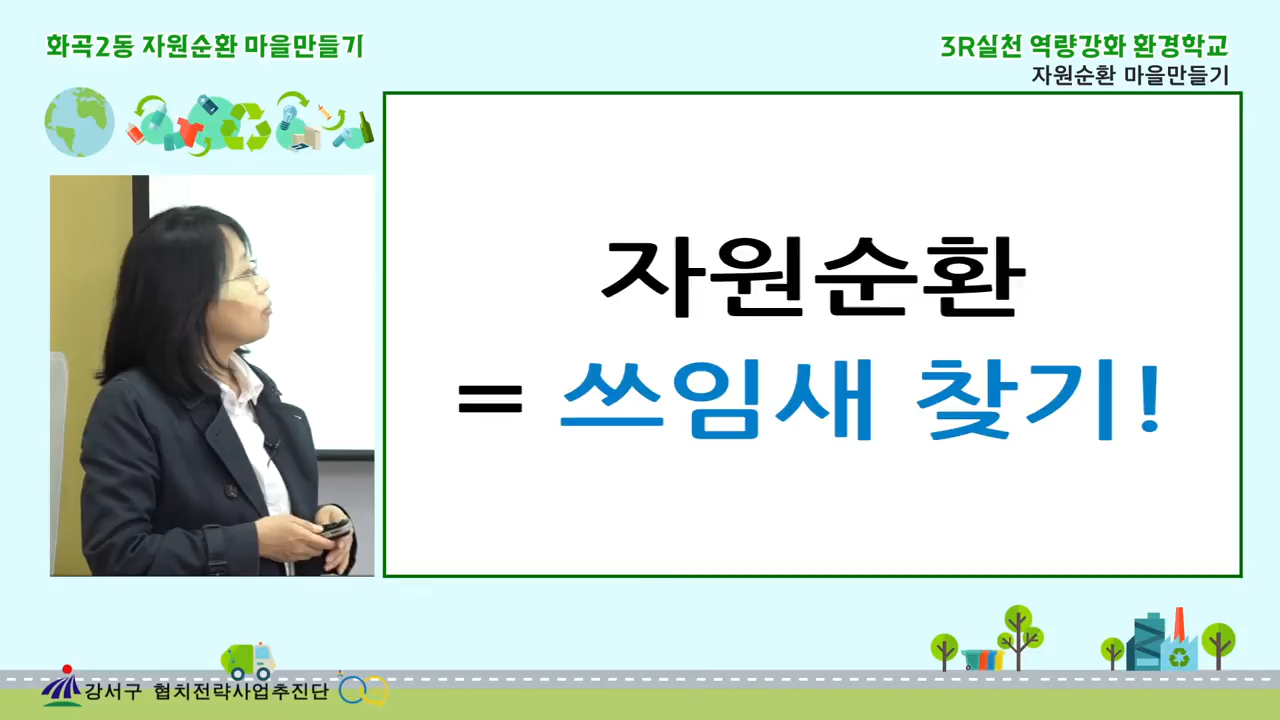 화곡2동 자원순환 마을만들기
3R실천 역량강화 환경학교
자원순환 마을만들기
자원순환
= 쓰임새 찾기!
강서구 협치전략사업추진단